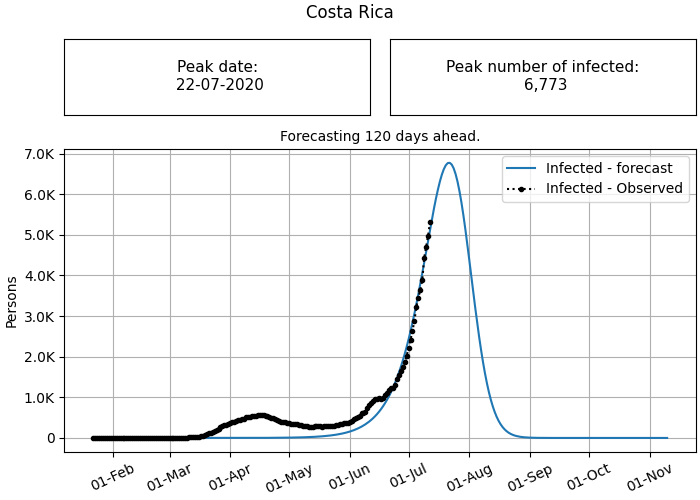 Costa Rica
Peak date:
22-07-2020
Peak number of infected:
6,773
Forecasting 120 days ahead.
7.0K
6.0K
5.0K
4.0K
3.0K
2.0K
1.0K
0
Persons
Infected - forecast
Infected - Observed
01-Feb
01-Mar
01-Apr
01-May
01-Jun
01-Jul
01-Aug
01-Sep
01-Oct
01-Nov